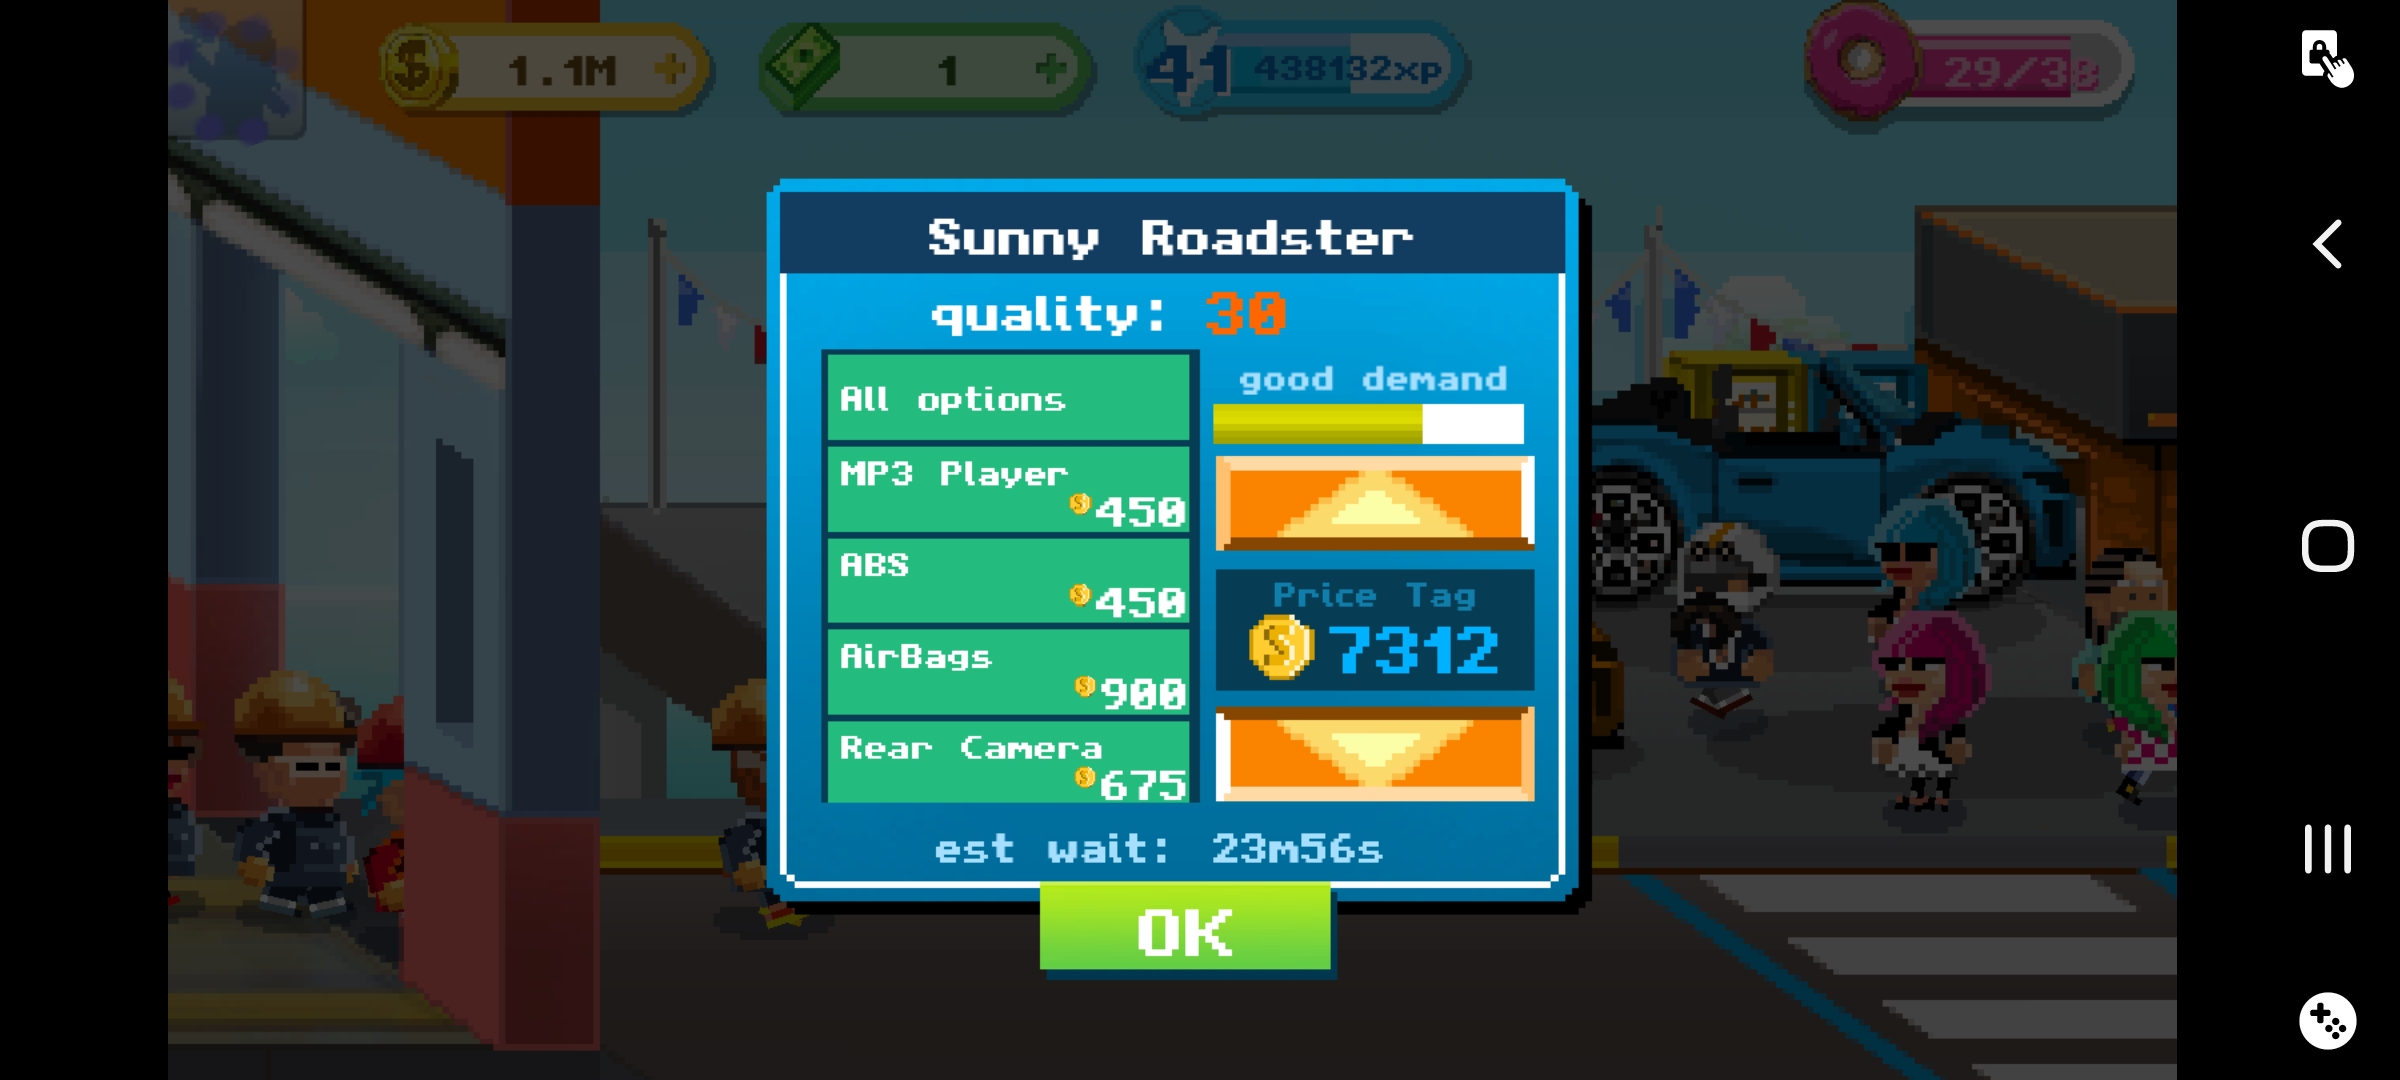 1.1M +
1 +
41 438132xp
29/38
Sunny Roadster
quality: 30
All options
MP3 Player
450
ABS
450
AirBags
900
Rear Camera
675
good demand
Price Tag
7312
est wait: 23m56s
OK